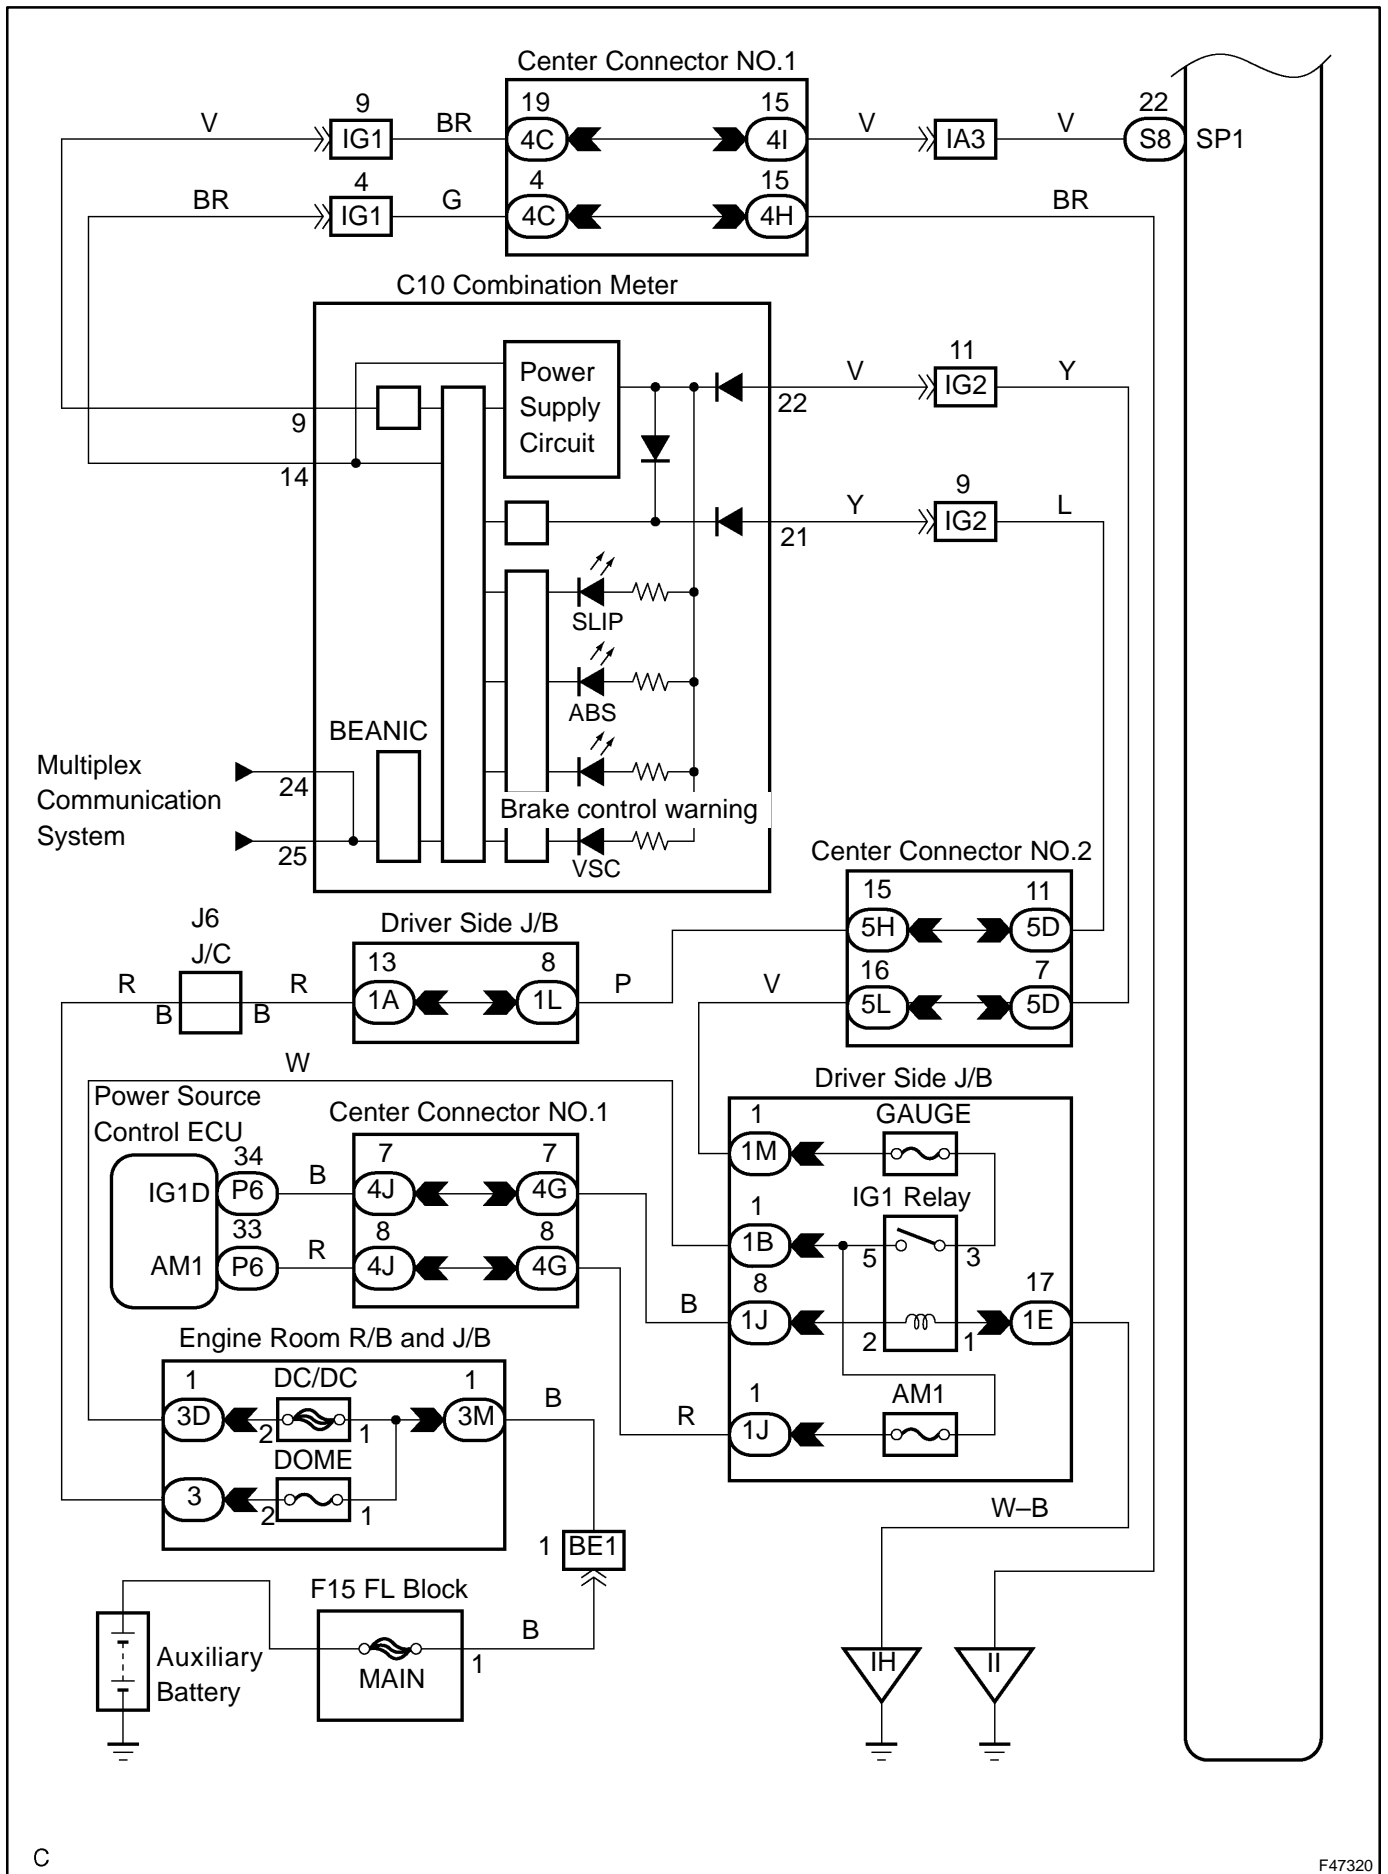 Center Connector NO.1
9
19
15
22
V
IG1
BR
4C
4I
V
IA3
V
S8
SP1
4
4
15
BR
IG1
G
4C
4H
BR
C10 Combination Meter
Power
Supply
Circuit
9
14
22
V
11
IG2
Y
21
Y
9
IG2
L
SLIP
ABS
BEANIC
Brake control warning
VSC
Multiplex
Communication
System
24
25
Center Connector NO.2
15
11
5H
5D
16
7
5L
5D
J6
J/C
Driver Side J/B
13
8
R
B
B
R
1A
1L
P
V
W
Power Source
Control ECU
Center Connector NO.1
34
7
7
IG1D
P6
B
4J
4G
33
8
8
AM1
P6
R
4J
4G
Driver Side J/B
1
GAUGE
1M
IG1 Relay
1
1B
5
3
8
17
B
1J
2
1
1E
1
AM1
R
1J
W–B
Engine Room R/B and J/B
1
DC/DC
1
3D
2
1
3M
B
DOME
3
2
1
1
BE1
F15 FL Block
B
MAIN
1
Auxiliary
Battery
IH
II
C
F47320